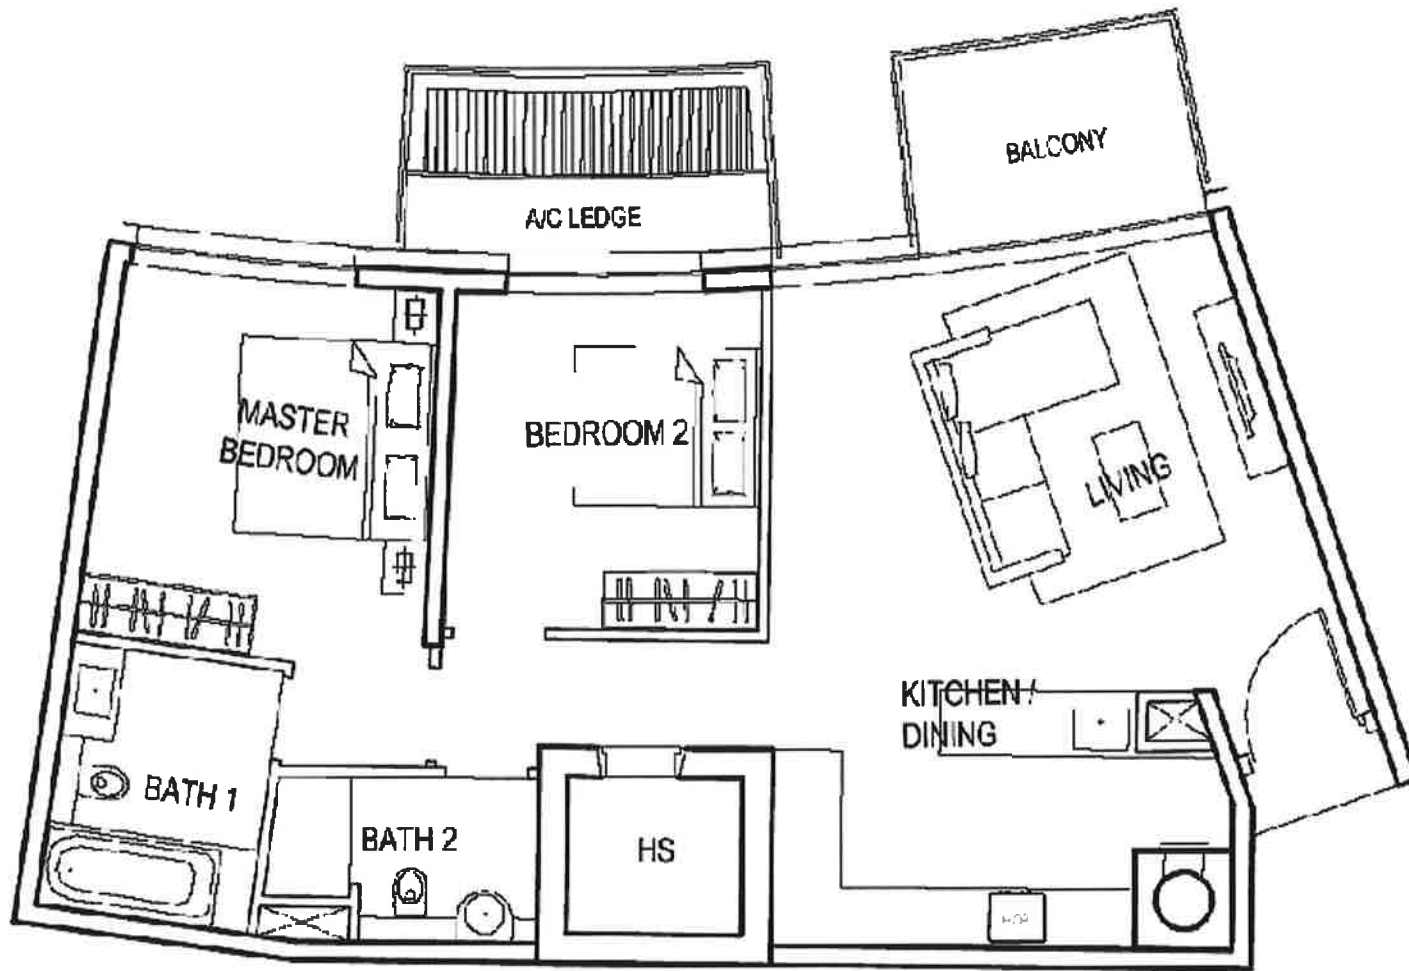 BALCONY
A/C LEDGE
MASTER
BEDROOM
BEDROOM 2
LIVING
KITCHEN /
DINING
BATH 1
BATH 2
HS